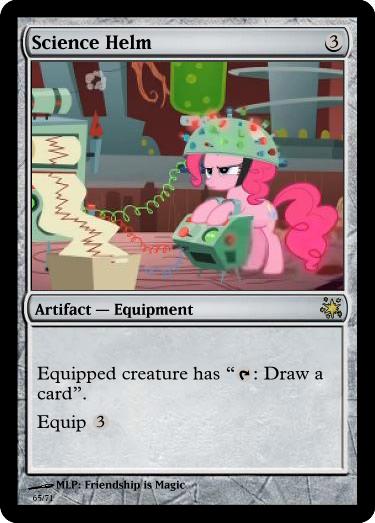 Science Helm 3
Artifact — Equipment
Equipped creature has “ : Draw a
card”.
Equip 3
MLP: Friendship is Magic
65/71